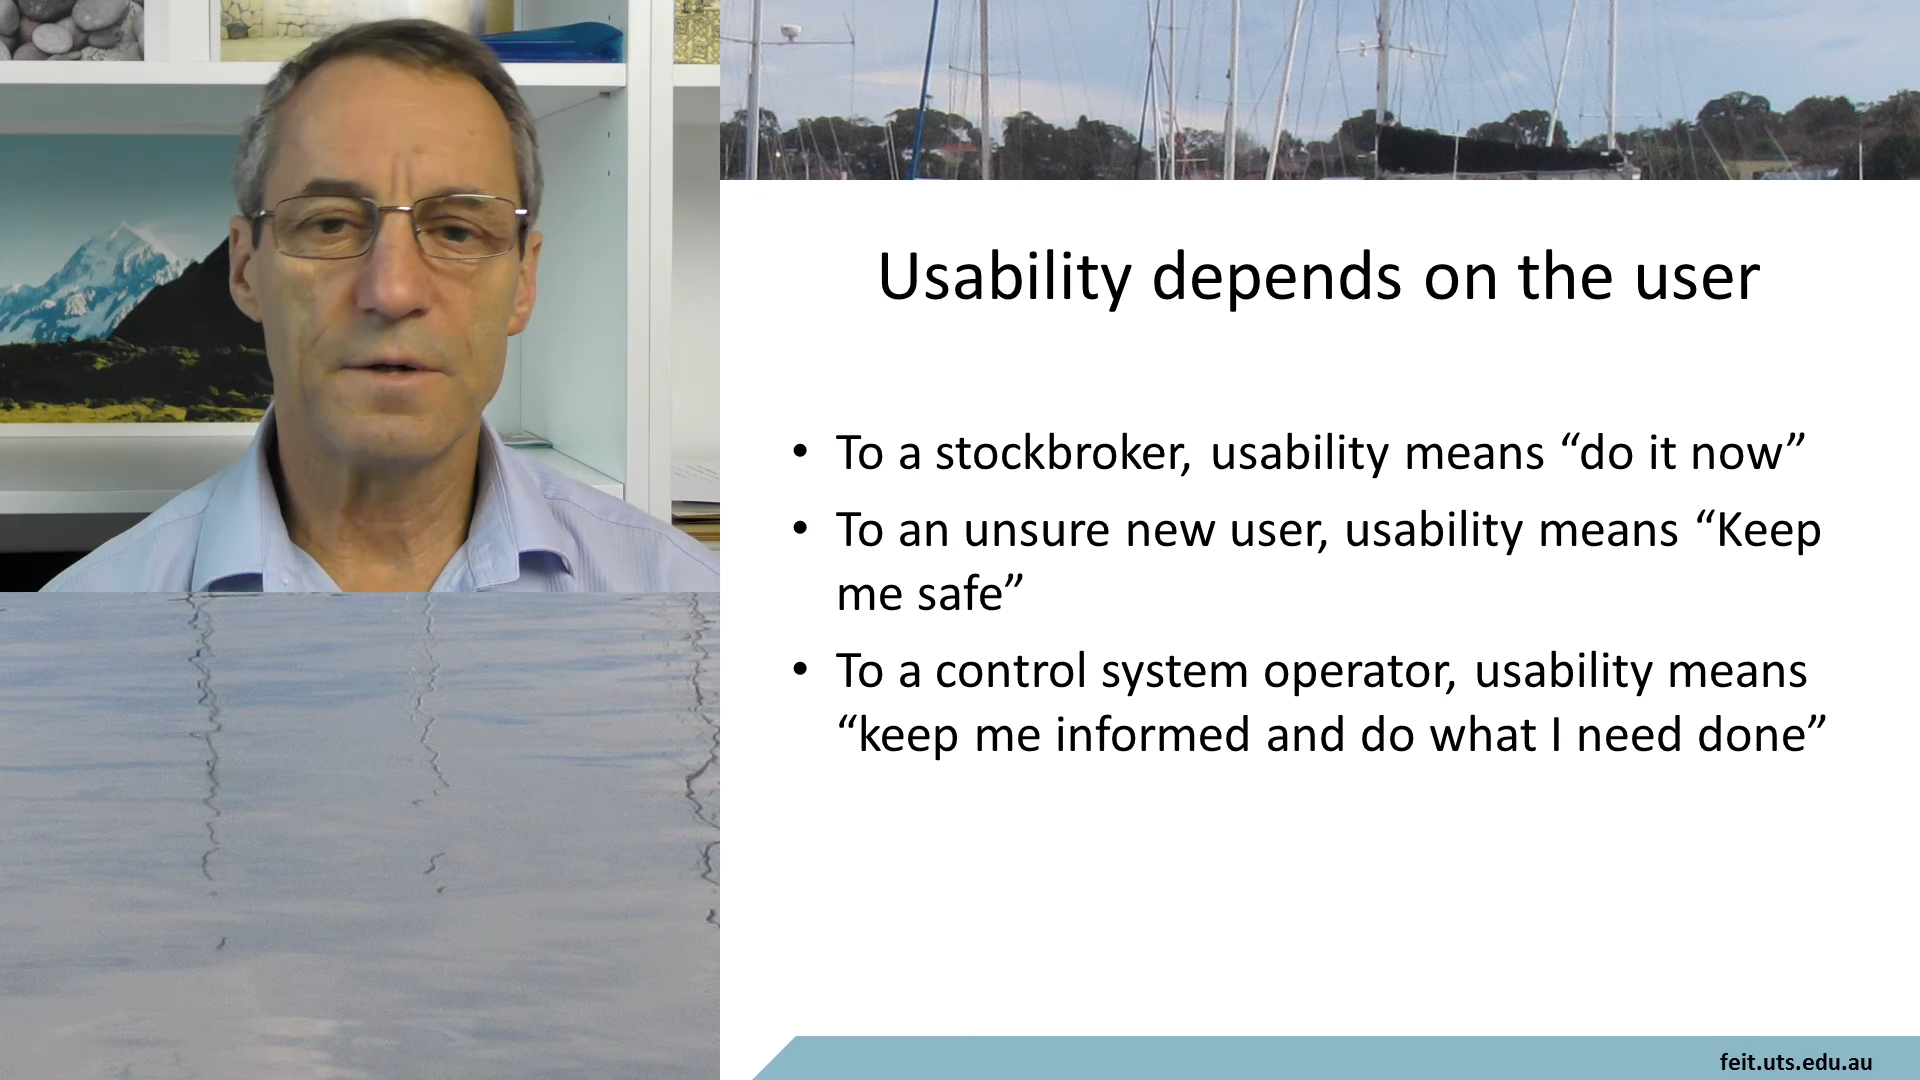 Usability depends on the user
• To a stockbroker, usability means “do it now”
• To an unsure new user, usability means “Keep
me safe”
• To a control system operator, usability means
“keep me informed and do what I need done”
feit.uts.edu.au